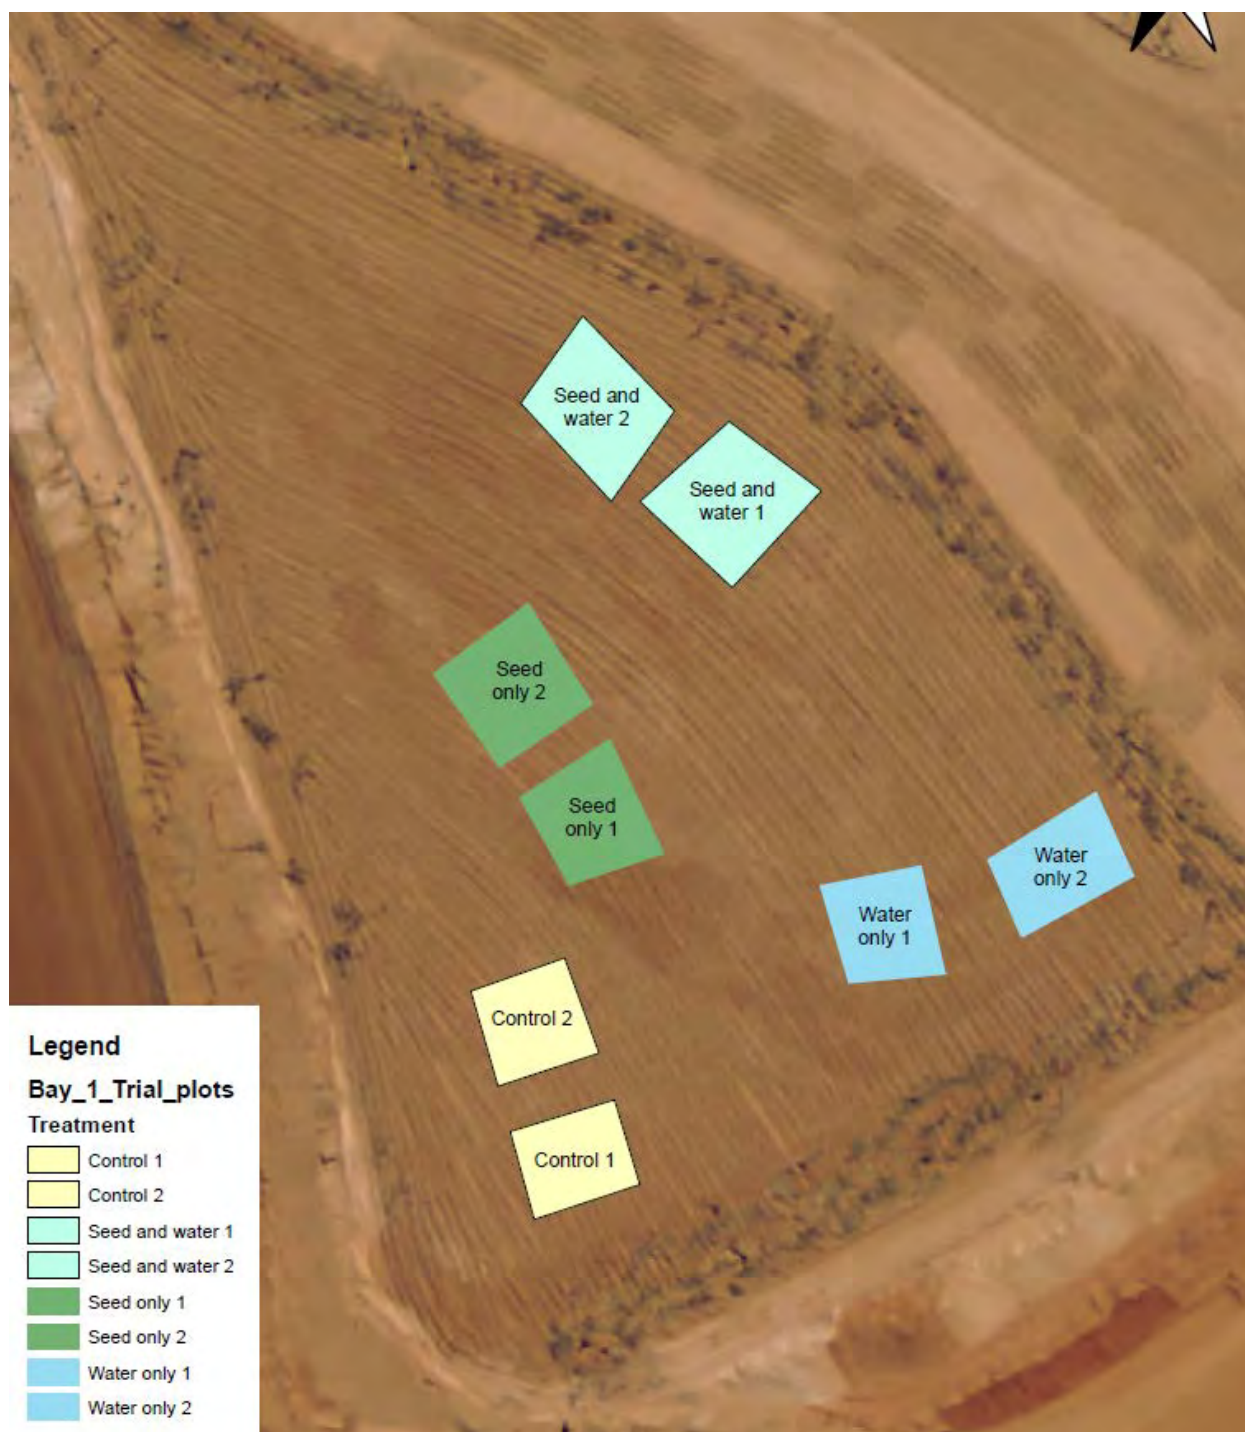 Seed and
water 2
Seed and
water 1
Seed
only 2
Seed
only 1
Water
only 2
Water
only 1
Control 2
Control 1
Legend
Bay_1_Trial_plots
Treatment
Control 1
Control 2
Seed and water 1
Seed and water 2
Seed only 1
Seed only 2
Water only 1
Water only 2